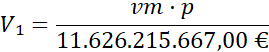 V₁ = vm · p / 11.626.215.667,00 €